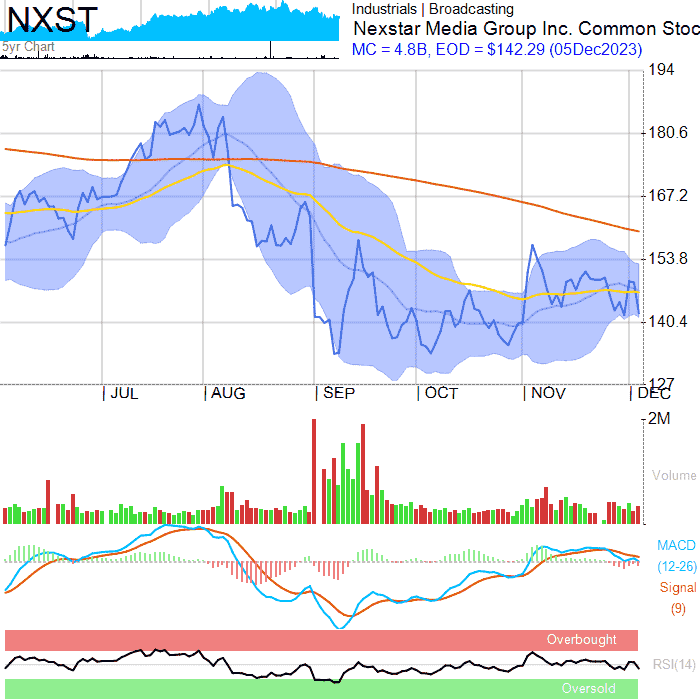 NXST
5yr Chart
Industrials | Broadcasting
Nexstar Media Group Inc. Common Stoc
MC = 4.8B, EOD = $142.29 (05Dec2023)
194
180.6
167.2
153.8
140.4
127
JUL
AUG
SEP
OCT
NOV
DEC
2M
Volume
MACD
(12-26)
Signal
(9)
Overbought
RSI(14)
Oversold